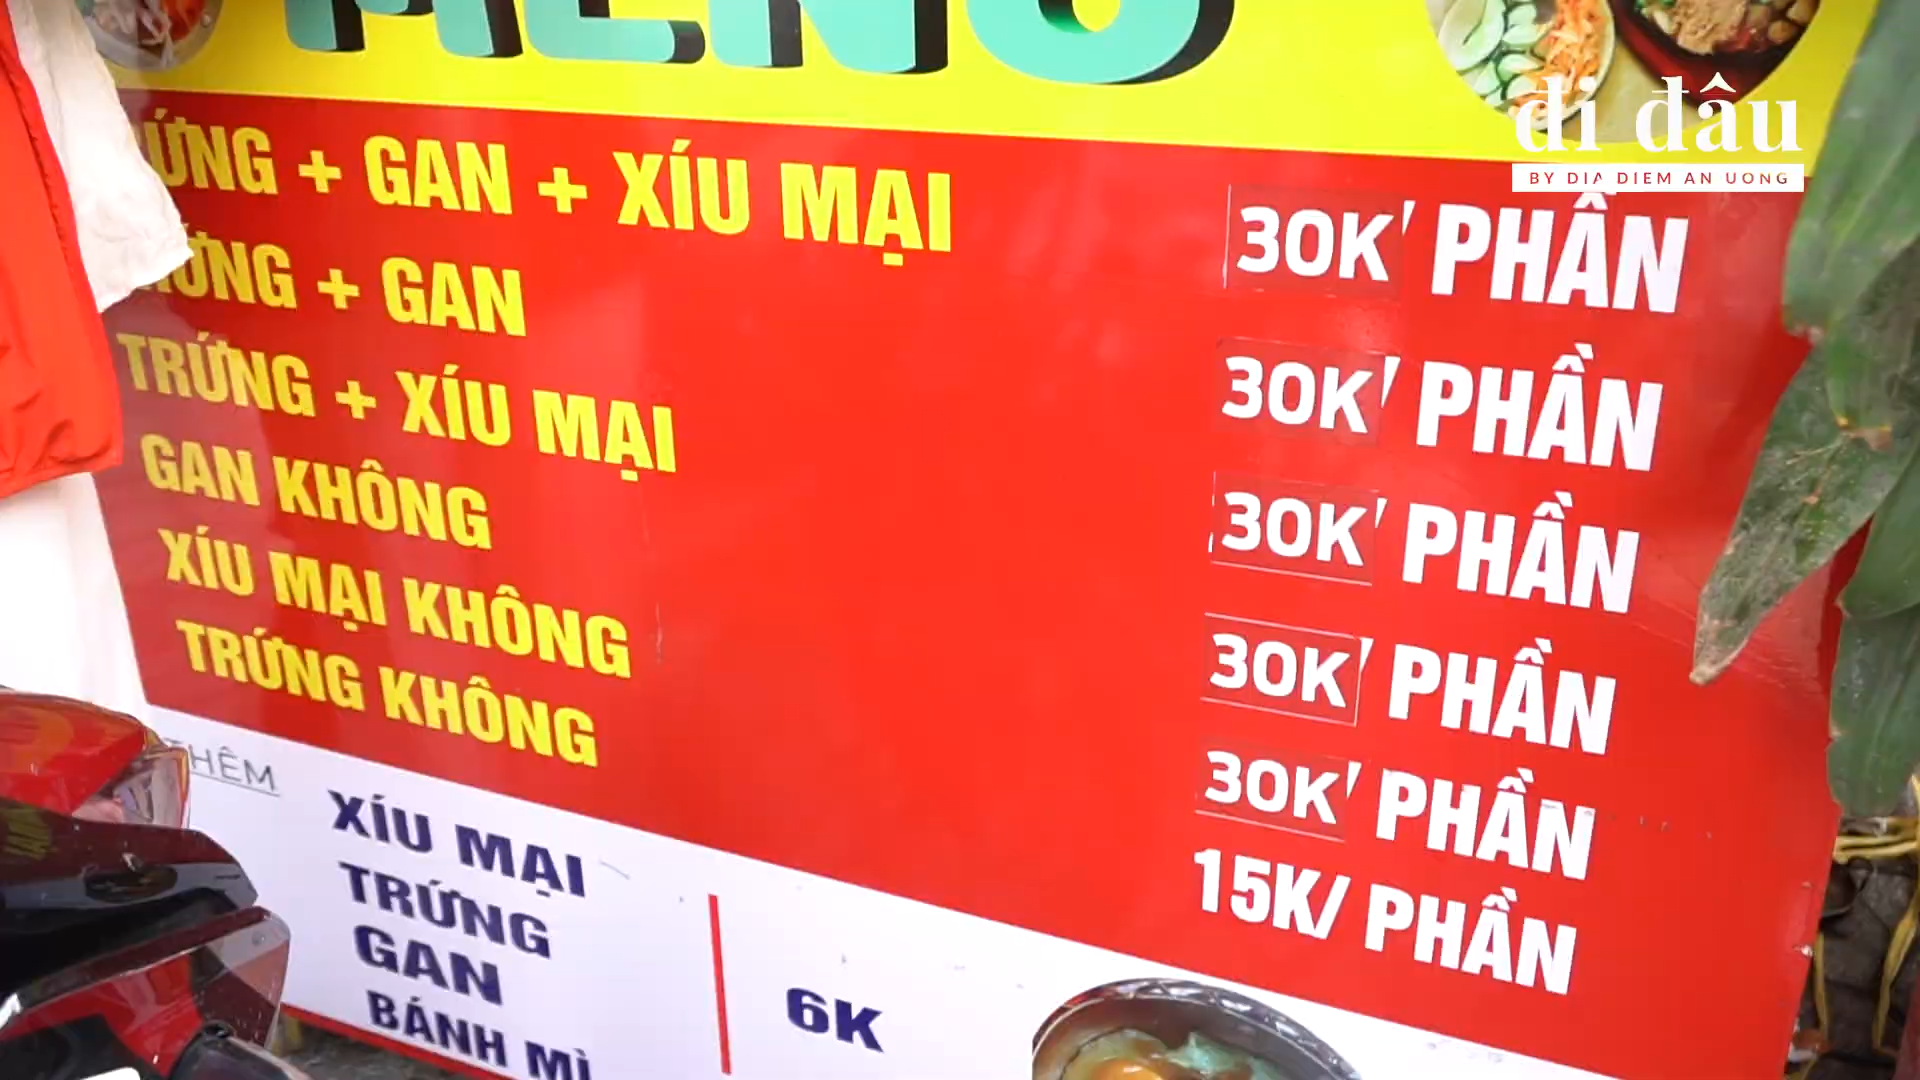 MENU
đi đâu
BY DIA DIEM AN UONG
+ GAN + XÍU MẠI 30K/ PHẦN
+ GAN 30K/ PHẦN
TRỨNG + XÍU MẠI 30K/ PHẦN
GAN KHÔNG 30K/ PHẦN
XÍU MẠI KHÔNG 30K/ PHẦN
TRỨNG KHÔNG 15K/ PHẦN
THÊM
XÍU MẠI
TRỨNG
GAN
BÁNH MÌ
6K